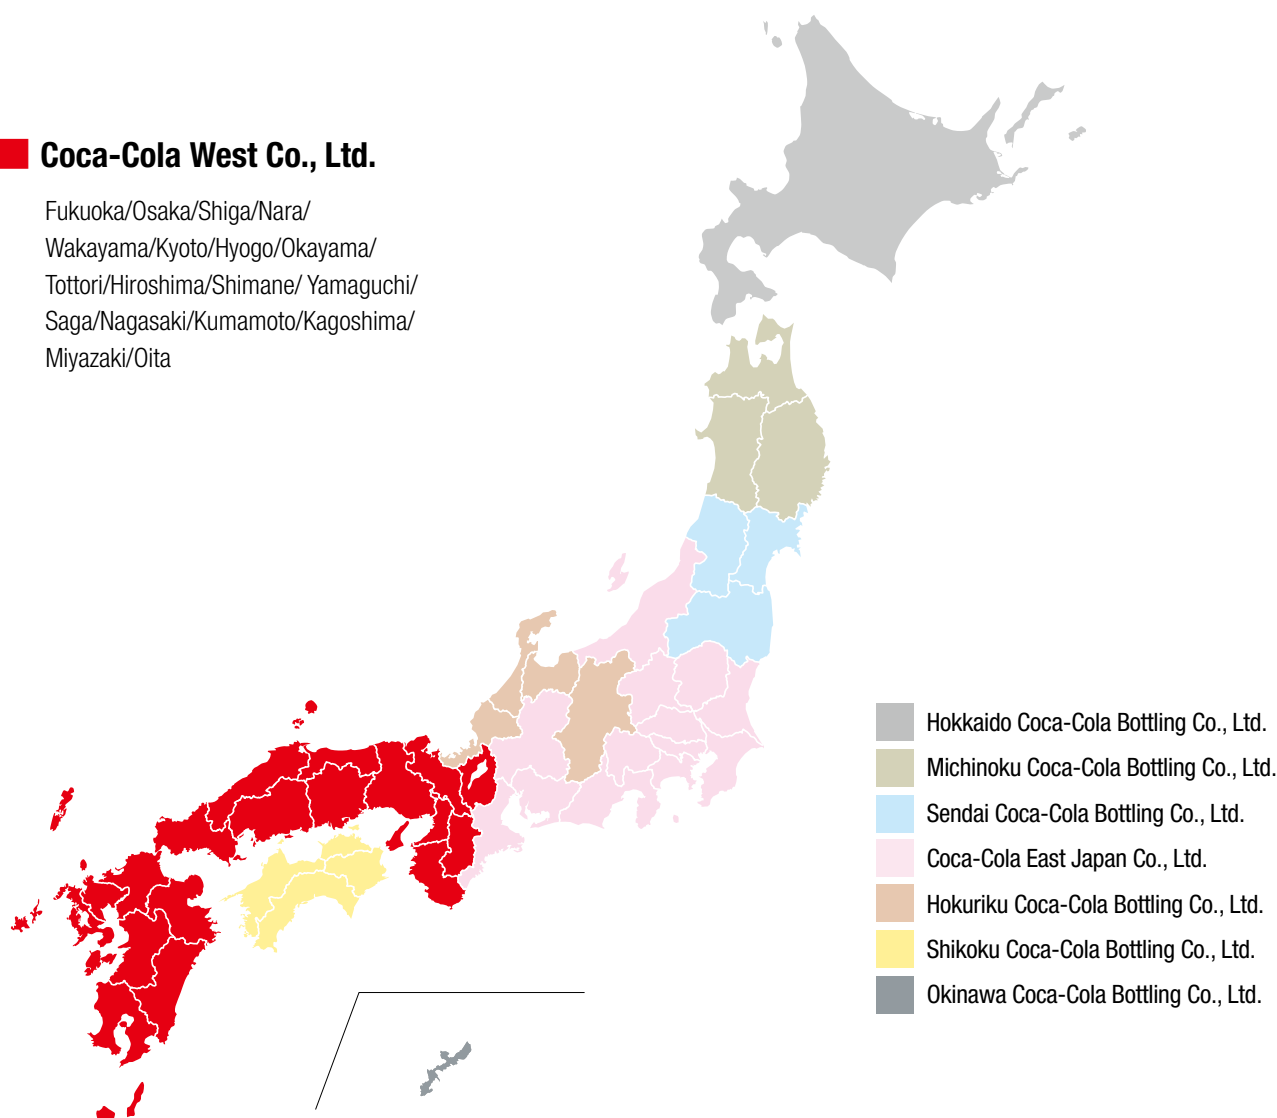 Coca-Cola West Co., Ltd.
Fukuoka/Osaka/Shiga/Nara/
Wakayama/Kyoto/Hyogo/Okayama/
Tottori/Hiroshima/Shimane/ Yamaguchi/
Saga/Nagasaki/Kumamoto/Kagoshima/
Miyazaki/Oita
Hokkaido Coca-Cola Bottling Co., Ltd.
Michinoku Coca-Cola Bottling Co., Ltd.
Sendai Coca-Cola Bottling Co., Ltd.
Coca-Cola East Japan Co., Ltd.
Hokuriku Coca-Cola Bottling Co., Ltd.
Shikoku Coca-Cola Bottling Co., Ltd.
Okinawa Coca-Cola Bottling Co., Ltd.